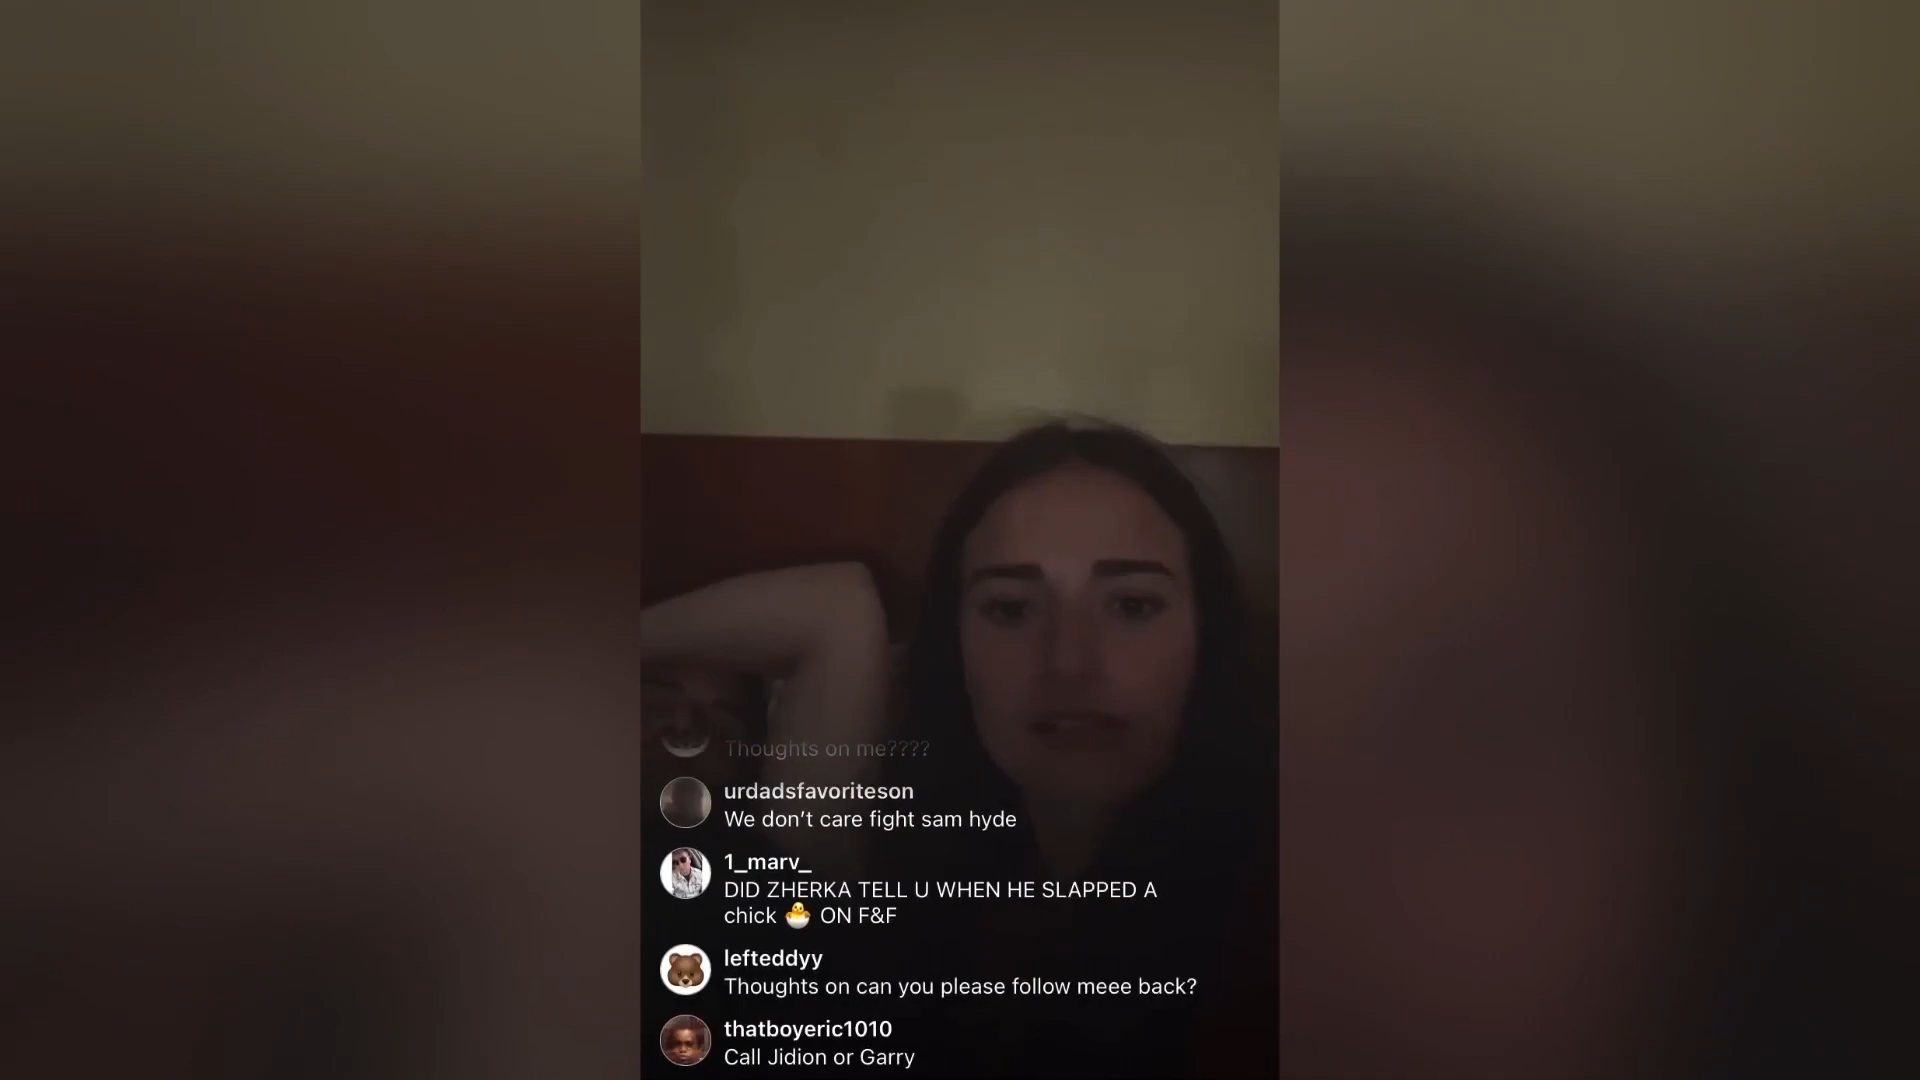 Thoughts on me????
urdadsfavoriteson
We don't care fight sam hyde
1_marv_
DID ZHERKA TELL U WHEN HE SLAPPED A
chick 🐣 ON F&F
lefteddyy
Thoughts on can you please follow meee back?
thatboyeric1010
Call Jidion or Garry